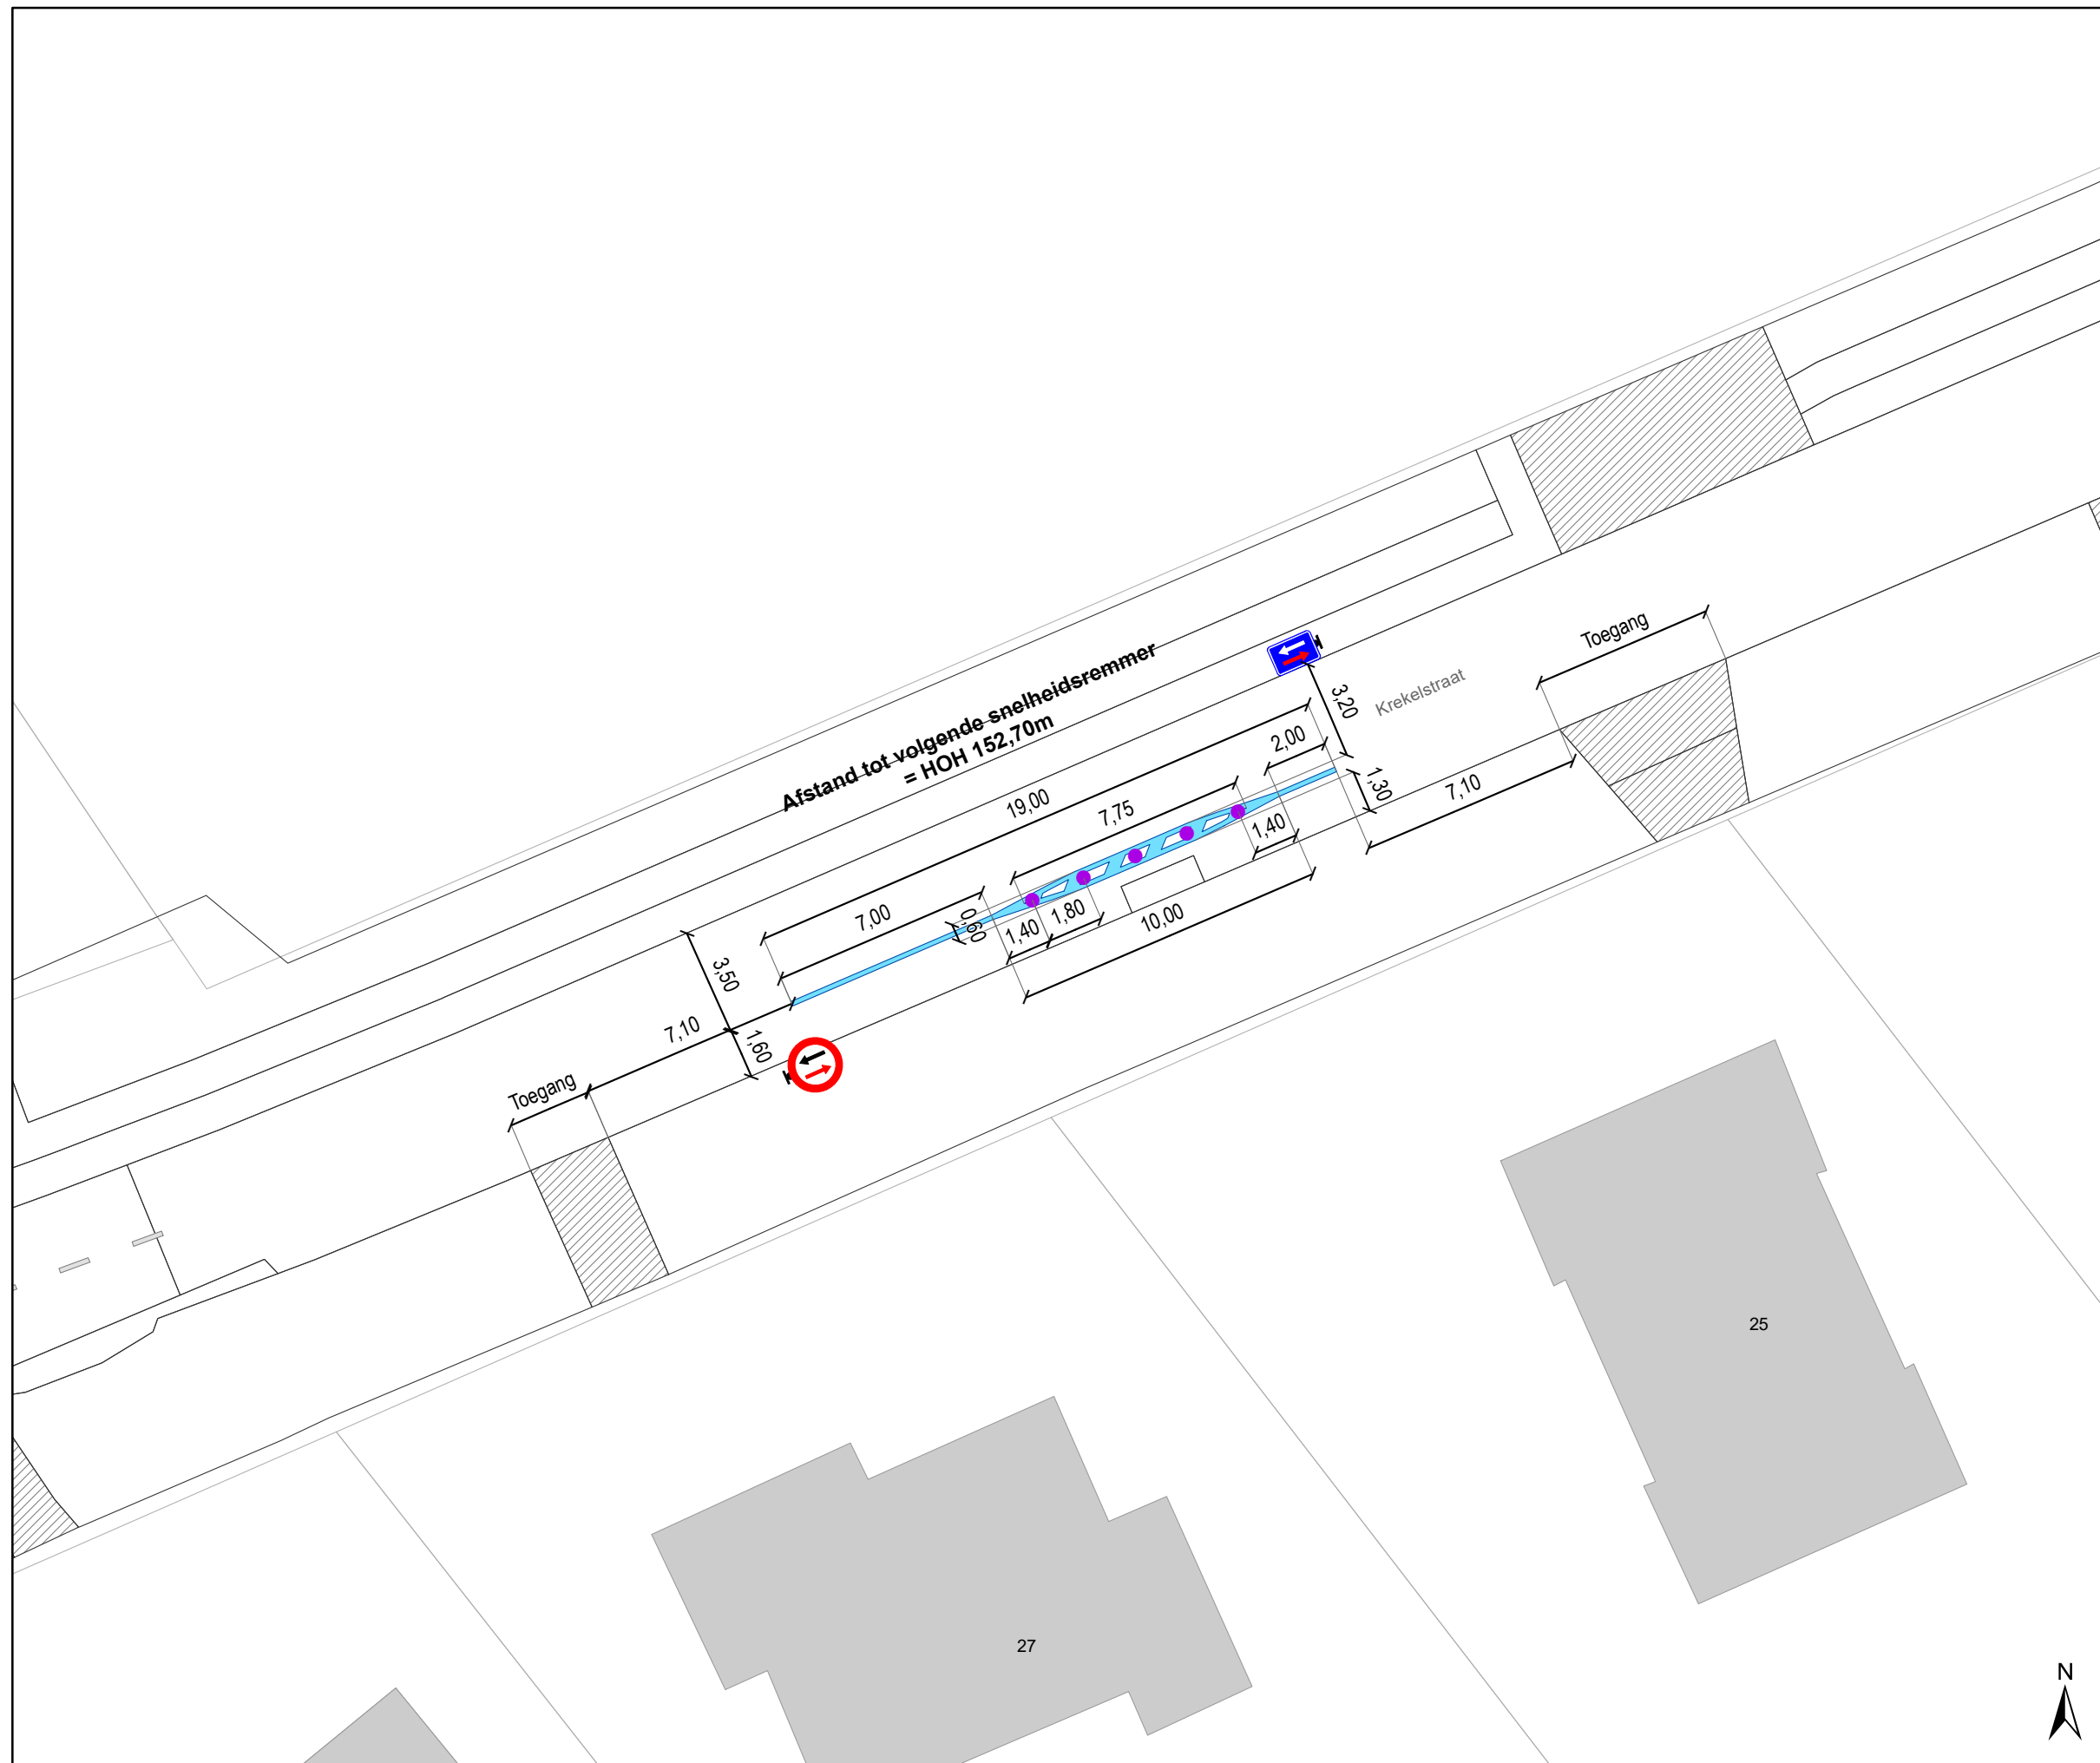 Afstand tot volgende snelheidsremmer
= HOH 152,70m
Toegang
3,20
Krekelstraat
2,00
19,00
7,75
1,30
7,10
1,40
7,00
0,60
1,40
1,80
10,00
3,50
7,10
1,60
Toegang
25
27
N